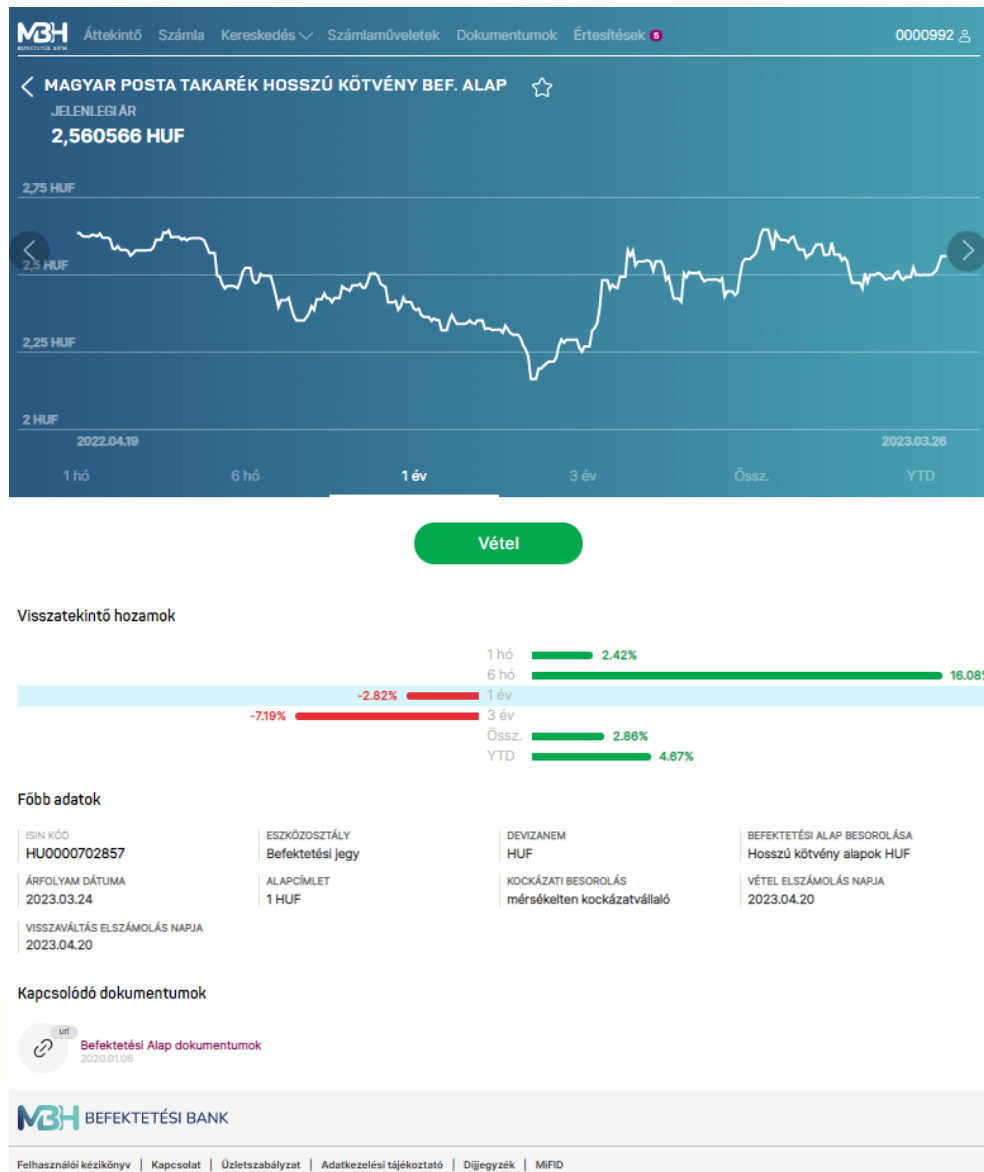 MBH Áttekintő Számla Kereskedés Számlaműveletek Dokumentumok Értesítések 5 0000992
BEFEKTETÉSI BANK
MAGYAR POSTA TAKARÉK HOSSZÚ KÖTVÉNY BEF. ALAP
JELENLEGI ÁR
2,560566 HUF
2,75 HUF
2,5 HUF
2,25 HUF
2 HUF
2022.04.19 2023.03.26
1 hó 6 hó 1 év 3 év Össz. YTD
Vétel
Visszatekintő hozamok
1 hó 2.42%
6 hó 16.08%
-2.82% 1 év
-7.19% 3 év
Össz. 2.86%
YTD 4.67%
Főbb adatok
ISIN KÓD ESZKÖZOSZTÁLY DEVIZANEM BEFEKTETÉSI ALAP BESOROLÁSA
HU0000702857 Befektetési jegy HUF Hosszú kötvény alapok HUF
ÁRFOLYAM DÁTUMA ALAPCÍMLET KOCKÁZATI BESOROLÁS VÉTEL ELSZÁMOLÁS NAPJA
2023.03.24 1 HUF mérsékelten kockázatvállaló 2023.04.20
VISSZAVÁLTÁS ELSZÁMOLÁS NAPJA
2023.04.20
Kapcsolódó dokumentumok
url
Befektetési Alap dokumentumok
2020.01.06
MBH BEFEKTETÉSI BANK
Felhasználói kézikönyv | Kapcsolat | Üzletszabályzat | Adatkezelési tájékoztató | Díjjegyzék | MiFID